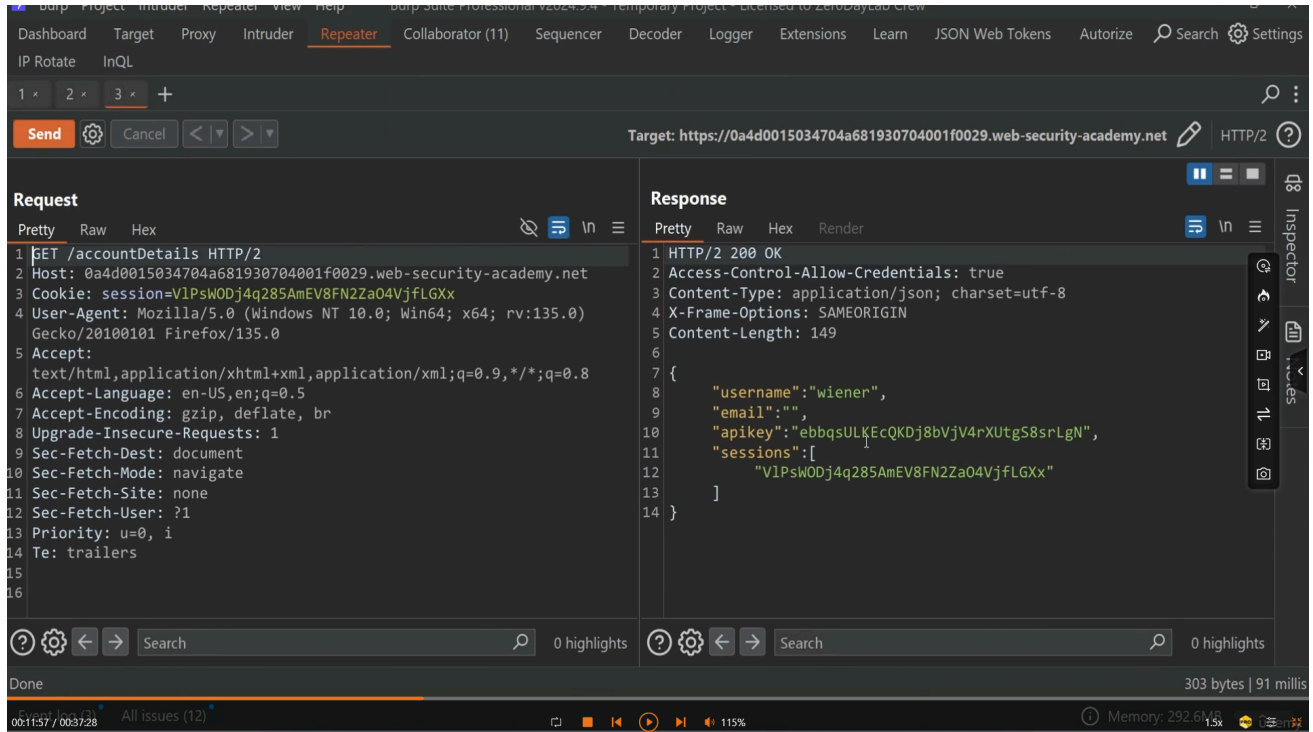 Burp Project Intruder Repeater View Help Burp Suite Professional v2024.9.4 - Temporary Project - Licensed to ZeroDayLab Crew
Dashboard Target Proxy Intruder Repeater Collaborator (11) Sequencer Decoder Logger Extensions Learn JSON Web Tokens Autorize Search Settings
IP Rotate InQL
1 × 2 × 3 × +
Send Cancel < > Target: https://0a4d0015034704a681930704001f0029.web-security-academy.net HTTP/2 ?
Request
Pretty Raw Hex \n
1 GET /accountDetails HTTP/2
2 Host: 0a4d0015034704a681930704001f0029.web-security-academy.net
3 Cookie: session=VlPsWODj4q285AmEV8FN2ZaO4VjfLGXx
4 User-Agent: Mozilla/5.0 (Windows NT 10.0; Win64; x64; rv:135.0)
Gecko/20100101 Firefox/135.0
5 Accept:
text/html,application/xhtml+xml,application/xml;q=0.9,*/*;q=0.8
6 Accept-Language: en-US,en;q=0.5
7 Accept-Encoding: gzip, deflate, br
8 Upgrade-Insecure-Requests: 1
9 Sec-Fetch-Dest: document
10 Sec-Fetch-Mode: navigate
11 Sec-Fetch-Site: none
12 Sec-Fetch-User: ?1
13 Priority: u=0, i
14 Te: trailers
15
16
? Search 0 highlights
Response
Pretty Raw Hex Render \n
1 HTTP/2 200 OK
2 Access-Control-Allow-Credentials: true
3 Content-Type: application/json; charset=utf-8
4 X-Frame-Options: SAMEORIGIN
5 Content-Length: 149
6
7 {
8 "username":"wiener",
9 "email":"",
10 "apikey":"ebbqsULKEcQKDj8bVjV4rXUtgS8srLgN",
11 "sessions":[
12 "VlPsWODj4q285AmEV8FN2ZaO4VjfLGXx"
13 ]
14 }
? Search 0 highlights
Inspector
Notes
Done 303 bytes | 91 millis
Event log (3) All issues (12) Memory: 292.6MB
00:11:57 / 00:37:28 115% 1.5x